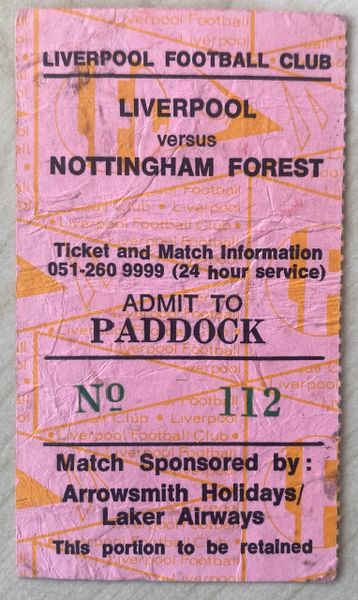 LIVERPOOL FOOTBALL CLUB
LIVERPOOL
versus
NOTTINGHAM FOREST
Ticket and Match Information
051-260 9999 (24 hour service)
ADMIT TO
PADDOCK
Nº 112
Match Sponsored by:
Arrowsmith Holidays/
Laker Airways
This portion to be retained